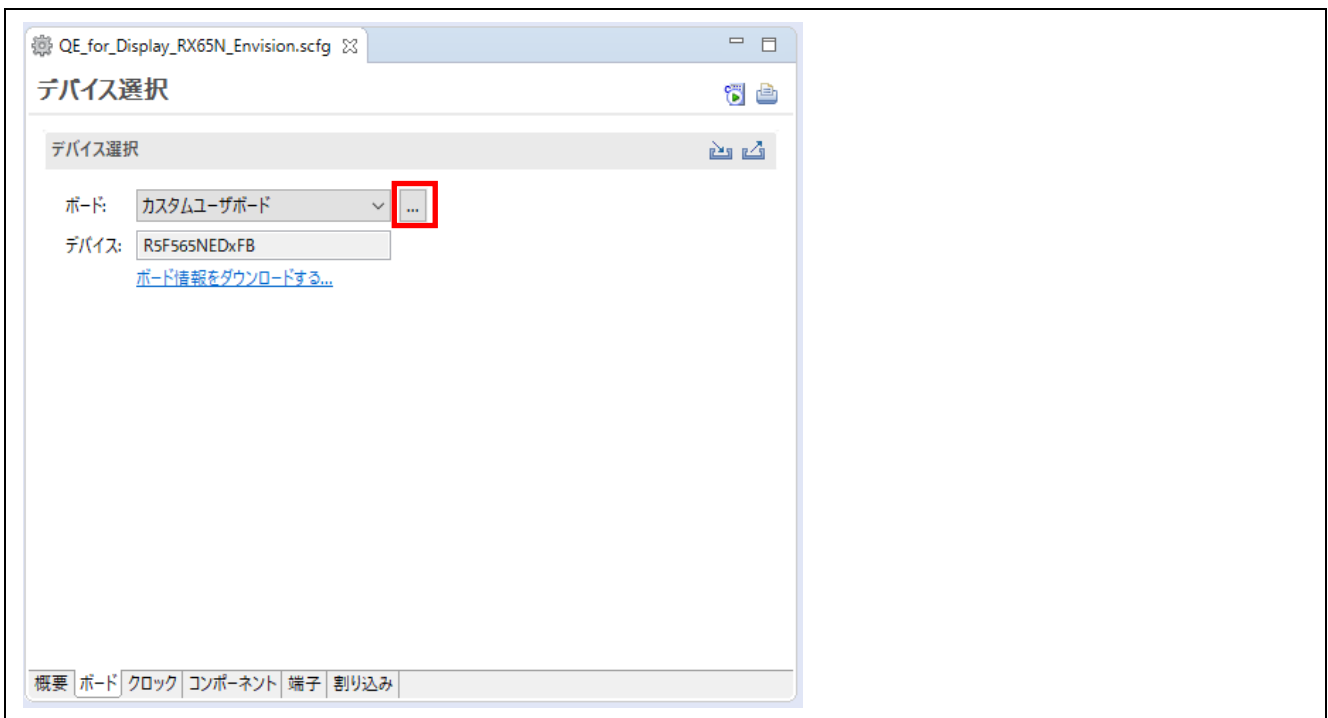 QE_for_Display_RX65N_Envision.scfg
デバイス選択
デバイス選択
ボード: カスタムユーザボード ...
デバイス: R5F565NEDxFB
ボード情報をダウンロードする...
概要 ボード クロック コンポーネント 端子 割り込み